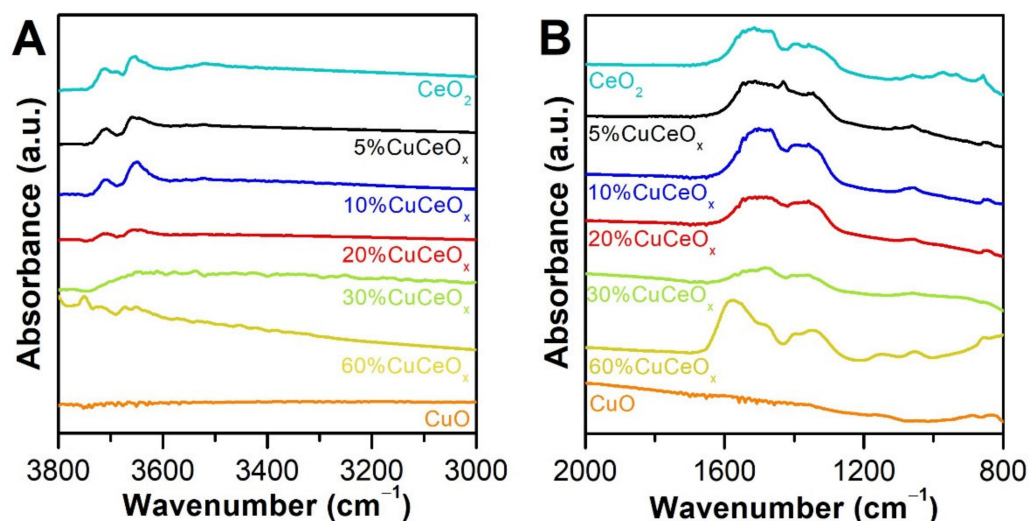 A
Absorbance (a.u.)
CeO₂
5%CuCeOₓ
10%CuCeOₓ
20%CuCeOₓ
30%CuCeOₓ
60%CuCeOₓ
CuO
3800 3600 3400 3200 3000
Wavenumber (cm⁻¹)
B
Absorbance (a.u.)
CeO₂
5%CuCeOₓ
10%CuCeOₓ
20%CuCeOₓ
30%CuCeOₓ
60%CuCeOₓ
CuO
2000 1600 1200 800
Wavenumber (cm⁻¹)